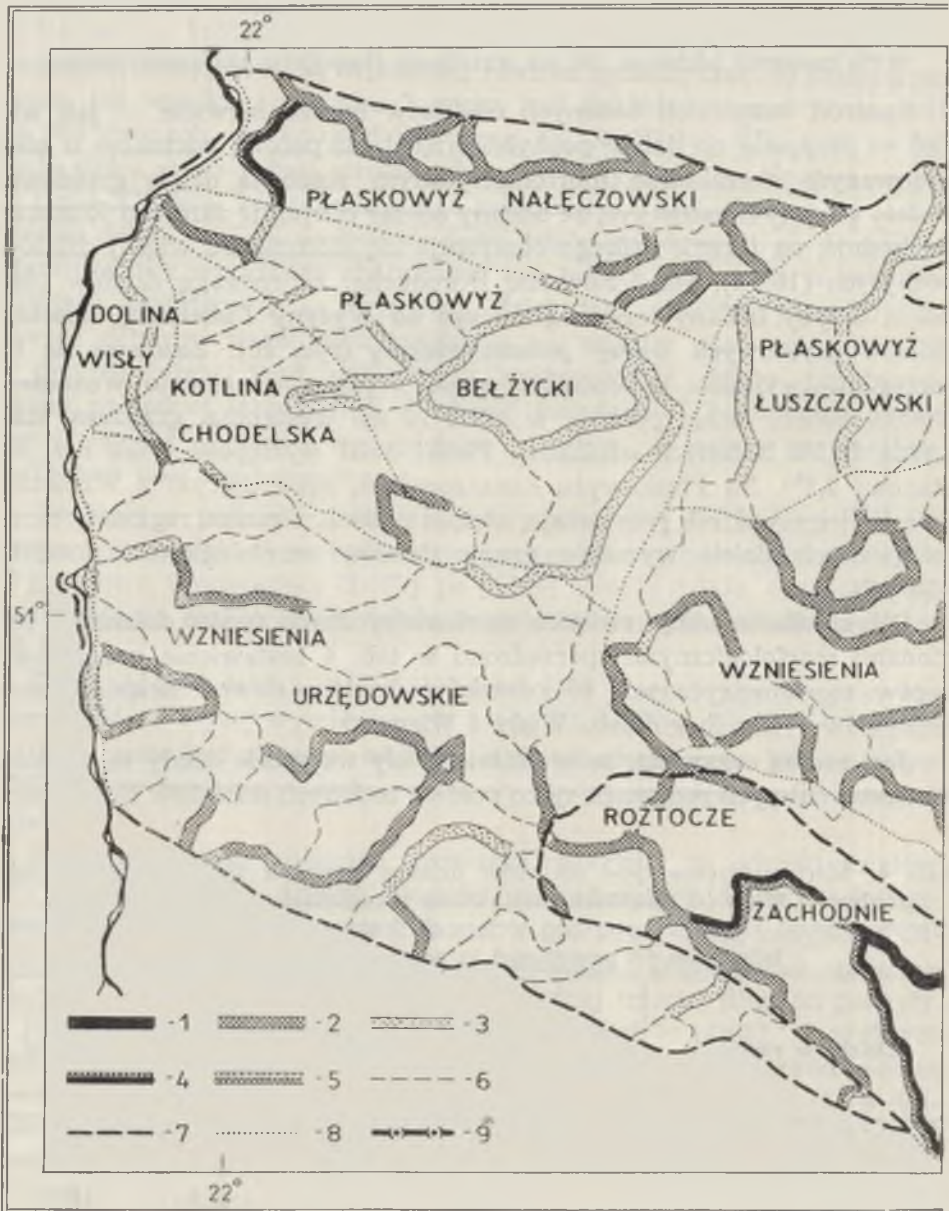 22°
PŁASKOWYŻ NAŁĘCZOWSKI
PŁASKOWYŻ
BEŁŻYCKI
DOLINA
WISŁY
KOTLINA
CHODELSKA
PŁASKOWYŻ
ŁUSZCZOWSKI
51°
WZNIESIENIA
URZĘDOWSKIE
WZNIESIENIA
ROZTOCZE
ZACHODNIE
-1 -2 -3
-4 -5 -6
-7 -8 -9
22°